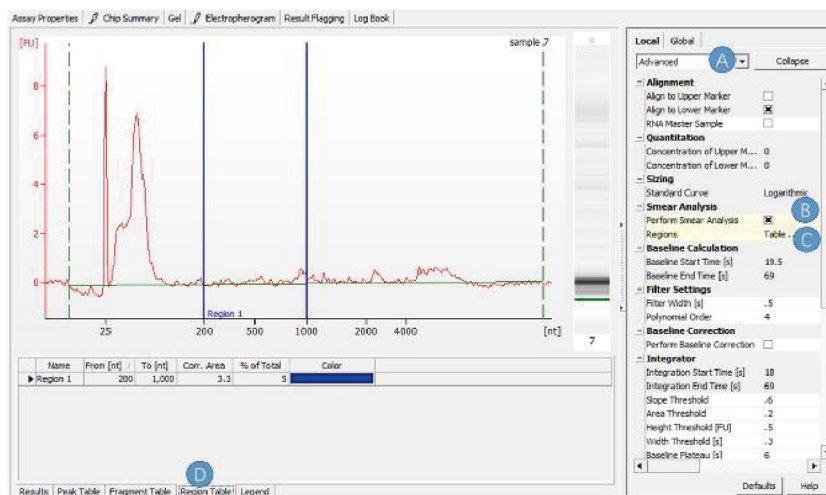 Assay Properties Chip Summary Gel Electropherogram Result Flagging Log Book
[FU]
sample 7
8
6
4
2
0
Region 1
25 200 500 1000 2000 4000 [nt]
7
Name From [nt] / To [nt] Corr. Area % of Total Color
Region 1 200 1,000 3.3 5
D
Results Peak Table Fragment Table Region Table Legend
Local Global
Advanced A Collapse
Alignment
Align to Upper Marker
Align to Lower Marker
RNA Master Sample
Quantitation
Concentration of Upper M... 0
Concentration of Lower M... 0
Sizing
Standard Curve Logarithmic
Smear Analysis
Perform Smear Analysis B
Regions Table ... C
Baseline Calculation
Baseline Start Time [s] 19.5
Baseline End Time [s] 69
Filter Settings
Filter Width [s] .5
Polynomial Order 4
Baseline Correction
Perform Baseline Correction
Integrator
Integration Start Time [s] 18
Integration End Time [s] 69
Slope Threshold .6
Area Threshold .2
Height Threshold [FU] .5
Width Threshold [s] .3
Baseline Plateau [s] 6
Defaults Help